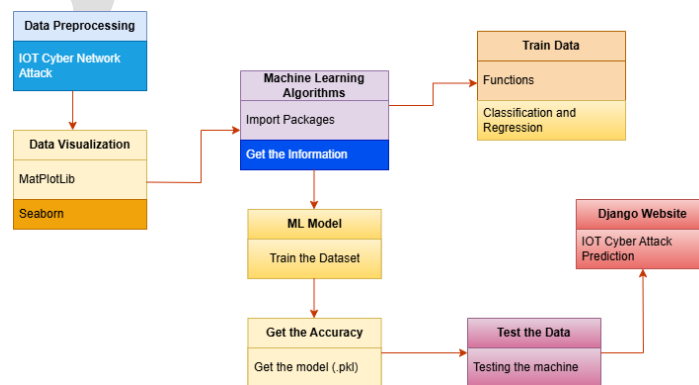 Data Preprocessing
IOT Cyber Network
Attack
Data Visualization
MatPlotLib
Seaborn
Machine Learning
Algorithms
Import Packages
Get the Information
Train Data
Functions
Classification and
Regression
ML Model
Train the Dataset
Get the Accuracy
Get the model (.pkl)
Test the Data
Testing the machine
Django Website
IOT Cyber Attack
Prediction